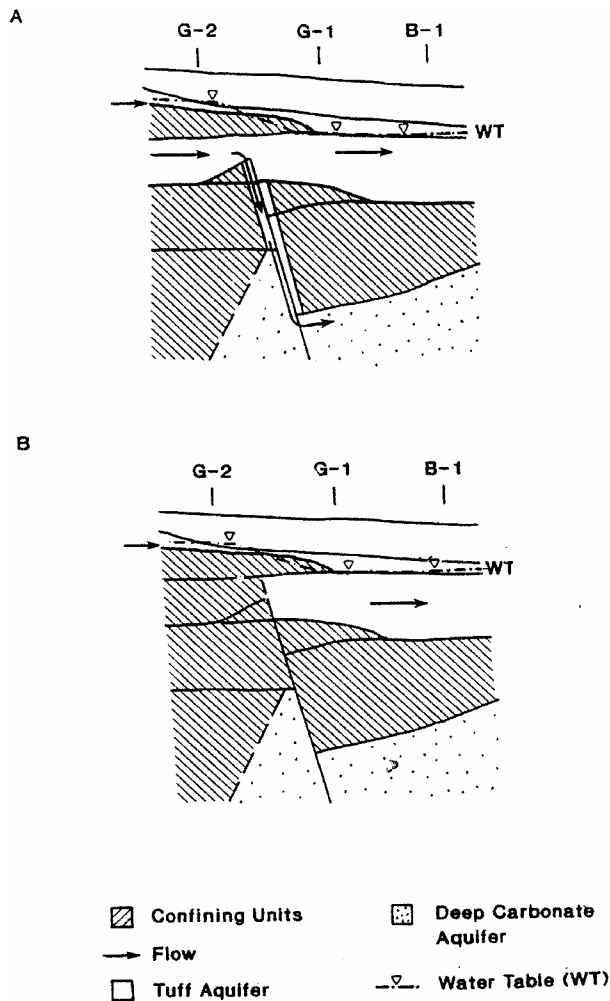 A
G-2 G-1 B-1
WT
B
G-2 G-1 B-1
WT
Confining Units
Flow
Tuff Aquifer
Deep Carbonate
Aquifer
Water Table (WT)